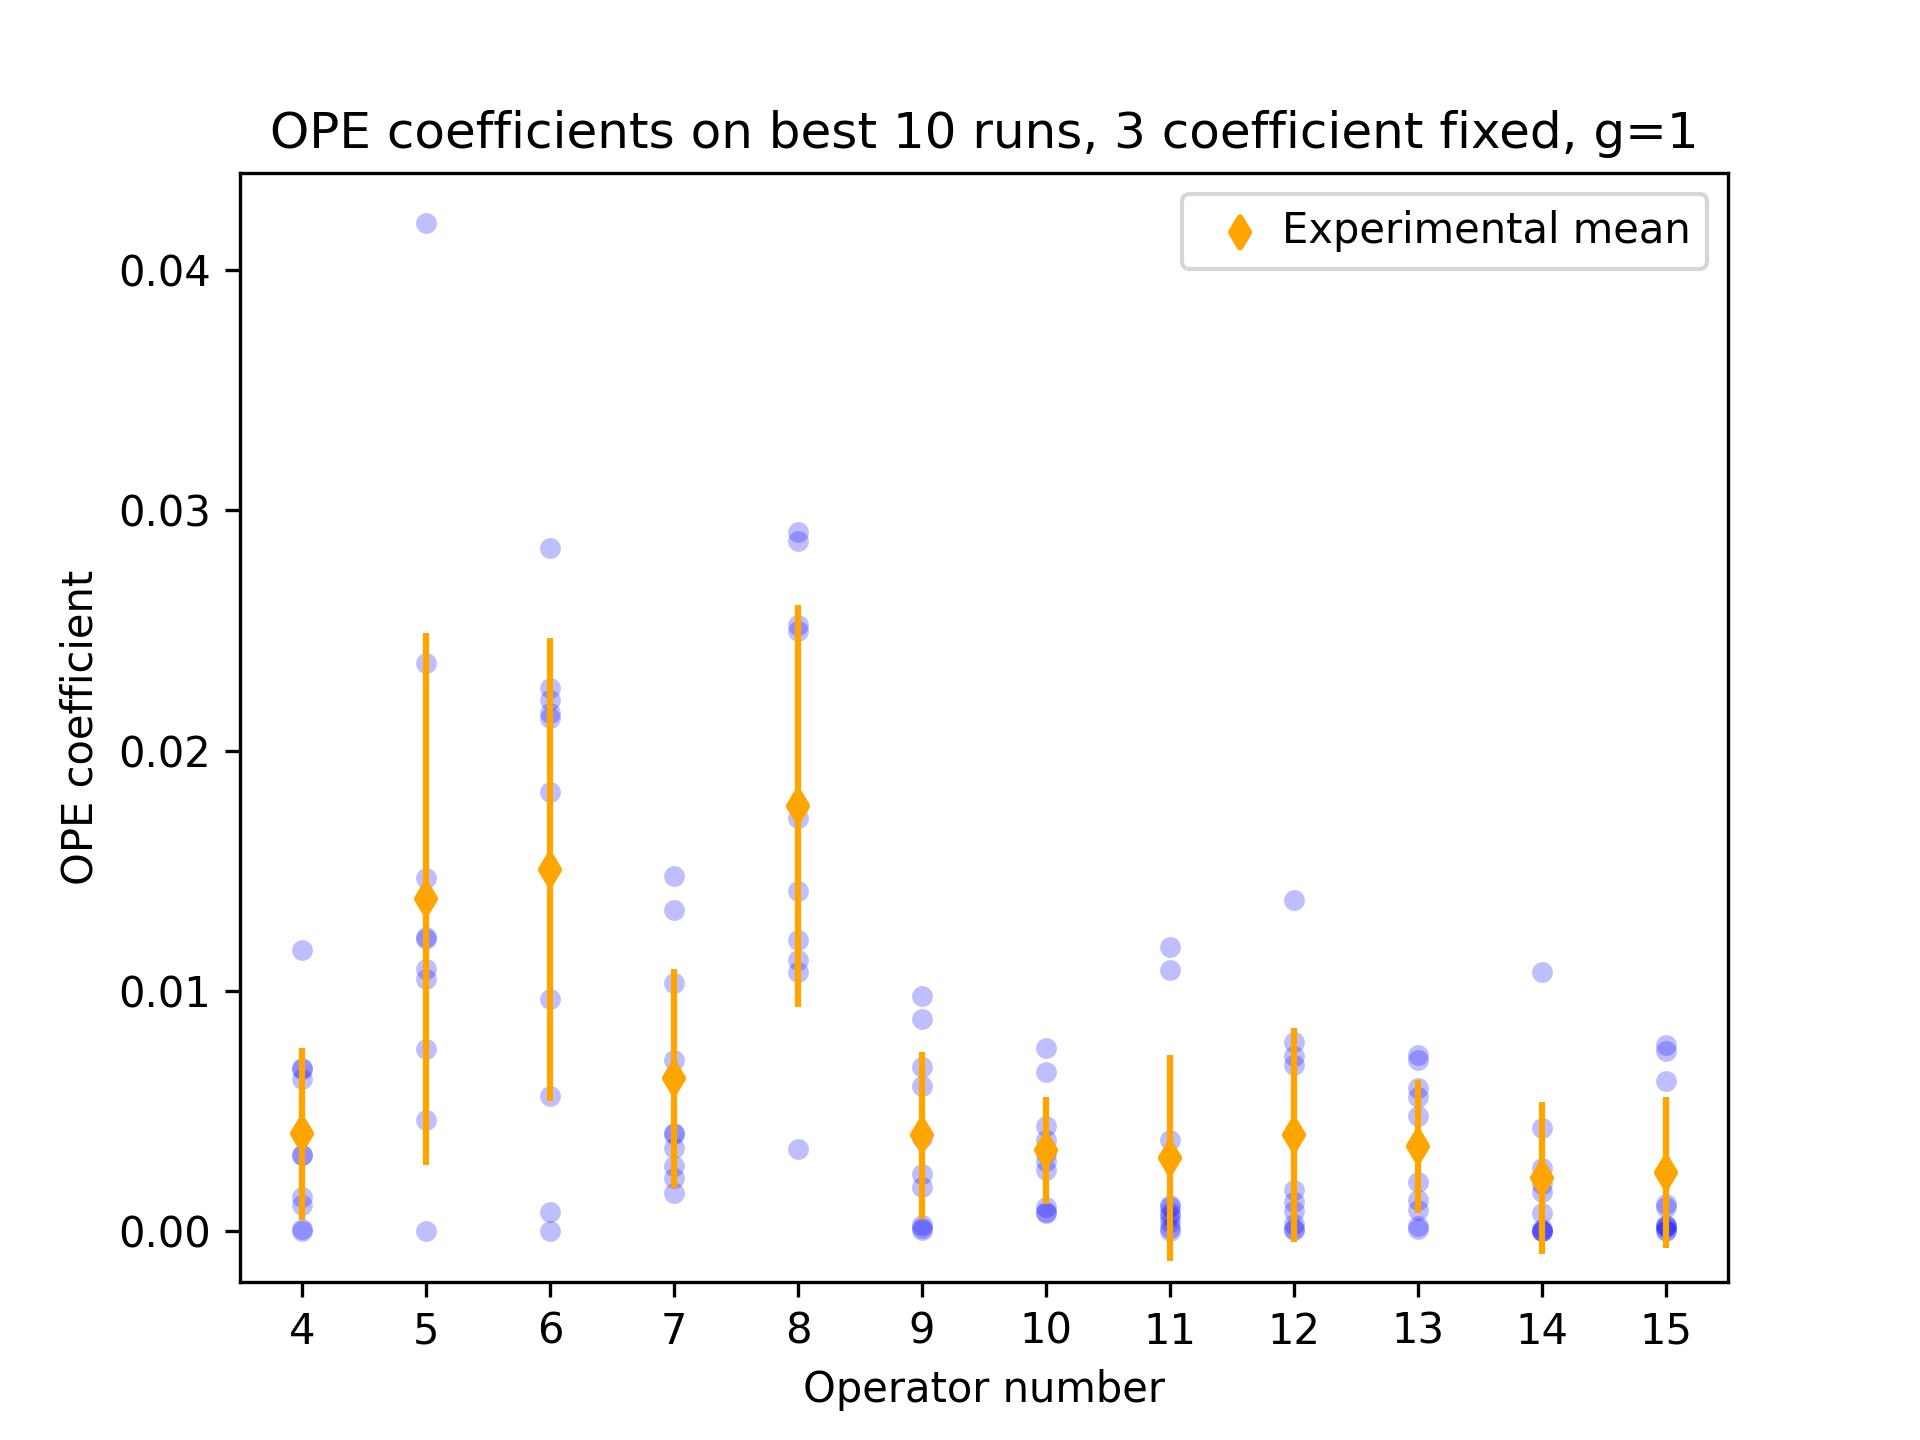 OPE coefficients on best 10 runs, 3 coefficient fixed, g=1
Experimental mean
OPE coefficient
0.04
0.03
0.02
0.01
0.00
4 5 6 7 8 9 10 11 12 13 14 15
Operator number